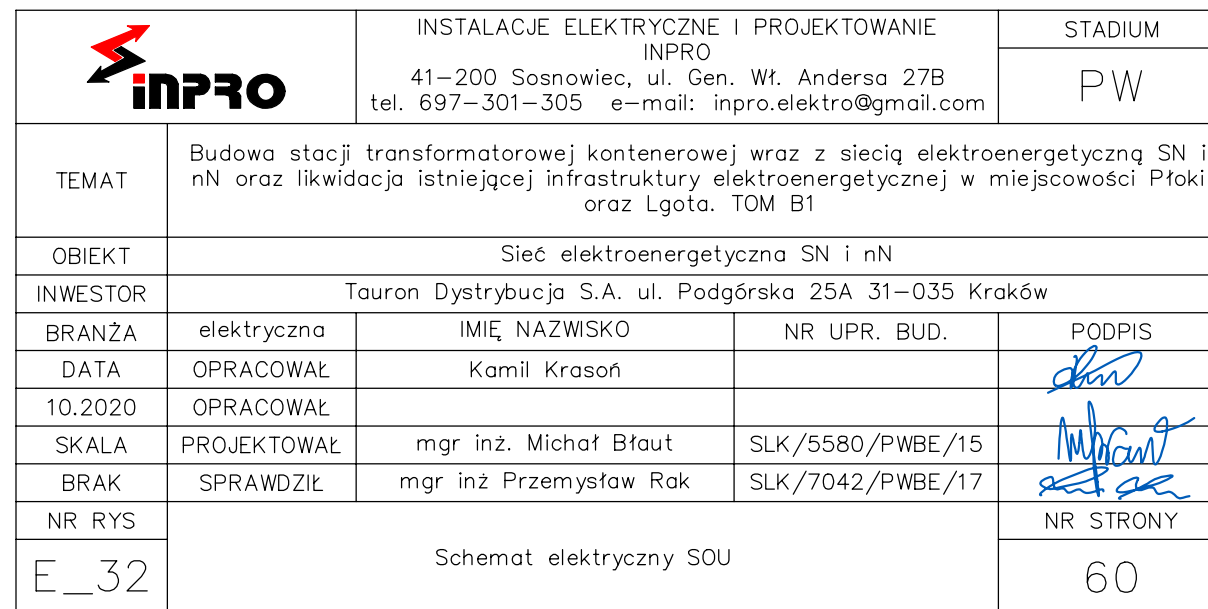 INPRO
INSTALACJE ELEKTRYCZNE I PROJEKTOWANIE
INPRO
41-200 Sosnowiec, ul. Gen. Wł. Andersa 27B
tel. 697-301-305 e-mail: inpro.elektro@gmail.com
STADIUM
PW
TEMAT
Budowa stacji transformatorowej kontenerowej wraz z siecią elektroenergetyczną SN i
nN oraz likwidacja istniejącej infrastruktury elektroenergetycznej w miejscowości Płoki
oraz Lgota. TOM B1
OBIEKT
Sieć elektroenergetyczna SN i nN
INWESTOR
Tauron Dystrybucja S.A. ul. Podgórska 25A 31-035 Kraków
BRANŻA elektryczna IMIĘ NAZWISKO NR UPR. BUD. PODPIS
DATA OPRACOWAŁ Kamil Krasoń
10.2020 OPRACOWAŁ
SKALA PROJEKTOWAŁ mgr inż. Michał Błaut SLK/5580/PWBE/15
BRAK SPRAWDZIŁ mgr inż Przemysław Rak SLK/7042/PWBE/17
NR RYS
E_32
Schemat elektryczny SOU
NR STRONY
60